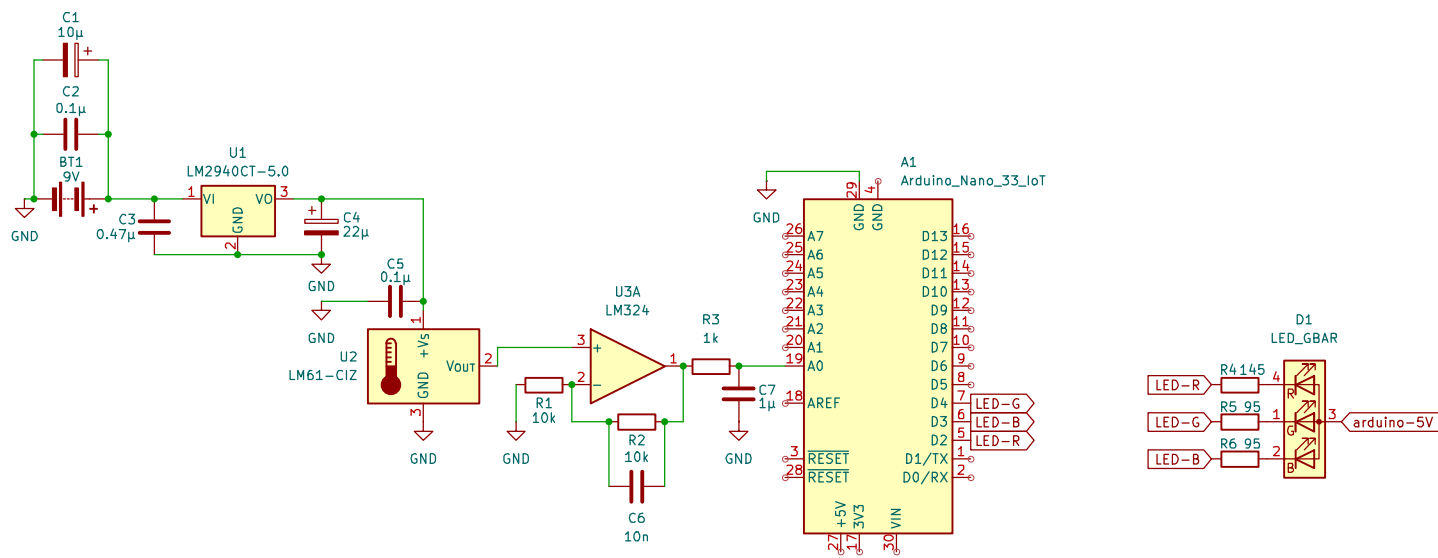 C1
10µ
C2
0.1µ
BT1
9V
GND
C3
0.47µ
U1
LM2940CT-5.0
1 VI VO 3
GND
2
C4
22µ
GND
C5
0.1µ
GND
1
+Vs
U2
LM61-CIZ
VOUT 2
GND
3
GND
U3A
LM324
3 +
2 −
1
R1
10k
GND
R2
10k
C6
10n
R3
1k
C7
1µ
GND
A1
Arduino_Nano_33_IoT
GND
29 4
GND GND
26 A7
25 A6
24 A5
23 A4
22 A3
21 A2
20 A1
19 A0
18 AREF
3 RESET
28 RESET
D13 16
D12 15
D11 14
D10 13
D9 12
D8 11
D7 10
D6 9
D5 8
D4 7 LED-G
D3 6 LED-B
D2 5 LED-R
D1/TX 1
D0/RX 2
+5V 3V3 VIN
27 17 30
D1
LED_GBAR
LED-R R4 145 4 R
LED-G R5 95 1 G 3 arduino-5V
LED-B R6 95 2 B